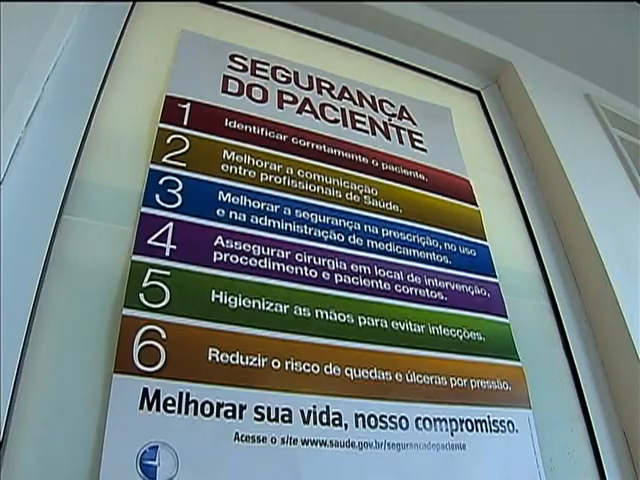 SEGURANÇA
DO PACIENTE
1 Identificar corretamente o paciente.
2 Melhorar a comunicação
entre profissionais de Saúde.
3 Melhorar a segurança na prescrição, no uso
e na administração de medicamentos.
4 Assegurar cirurgia em local de intervenção,
procedimento e paciente corretos.
5 Higienizar as mãos para evitar infecções.
6 Reduzir o risco de quedas e úlceras por pressão.
Melhorar sua vida, nosso compromisso.
Acesse o site www.saude.gov.br/segurancadopaciente